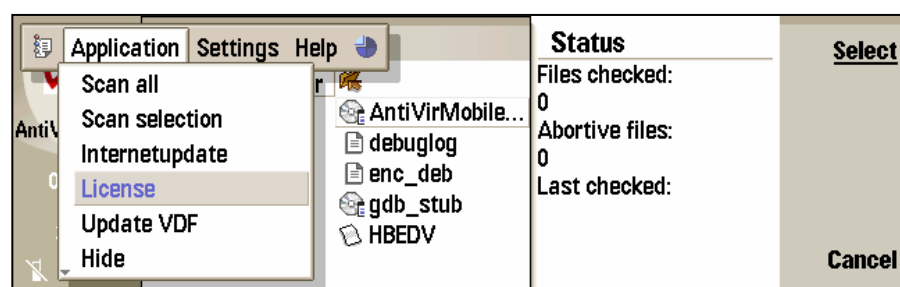 Application Settings Help
Scan all
Scan selection
Internetupdate
License
Update VDF
Hide
AntiV
r
AntiVirMobile...
debuglog
enc_deb
gdb_stub
HBEDV
Status
Files checked:
0
Abortive files:
0
Last checked:
Select
Cancel